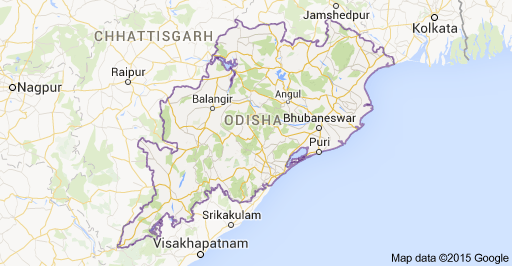 Jamshedpur
Kolkata
CHHATTISGARH
Raipur
Nagpur
Balangir
Angul
ODISHA
Bhubaneswar
Puri
Srikakulam
Visakhapatnam
Map data ©2015 Google